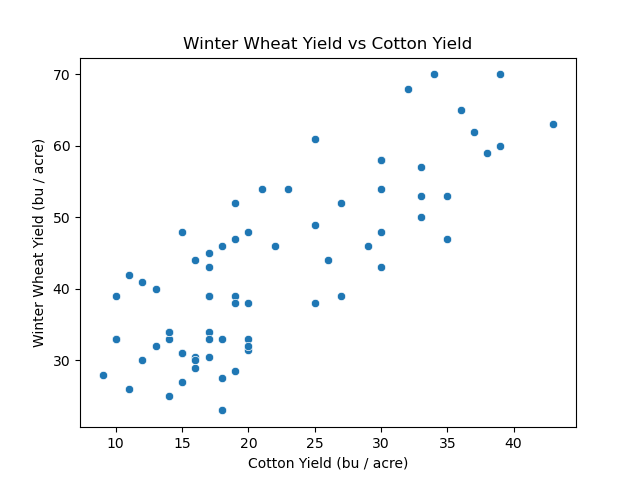 Winter Wheat Yield vs Cotton Yield
70
60
50
40
30
Winter Wheat Yield (bu / acre)
10 15 20 25 30 35 40
Cotton Yield (bu / acre)